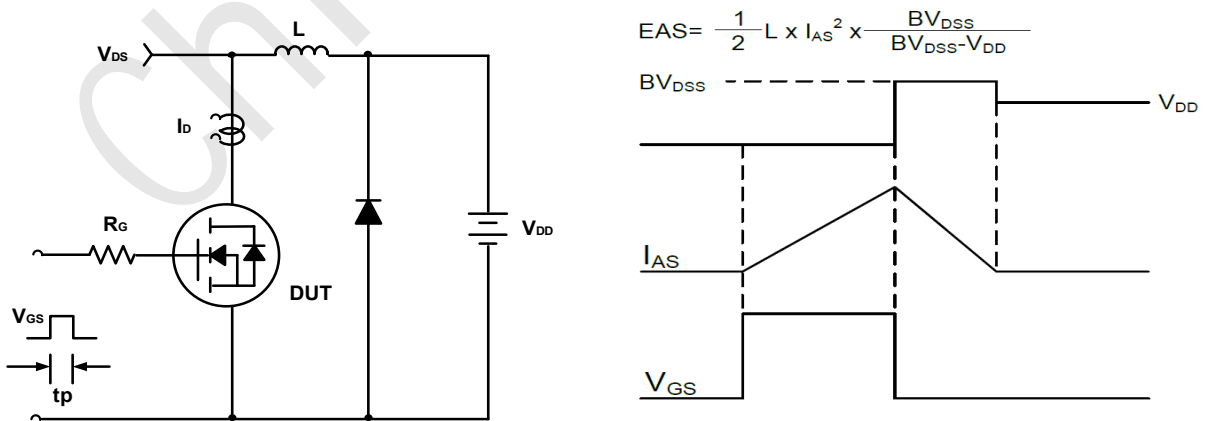 L
VDS
ID
RG
VDD
DUT
VGS
tp
EAS= 1/2 L x IAS² x BVDSS/BVDSS-VDD
BVDSS
VDD
IAS
VGS